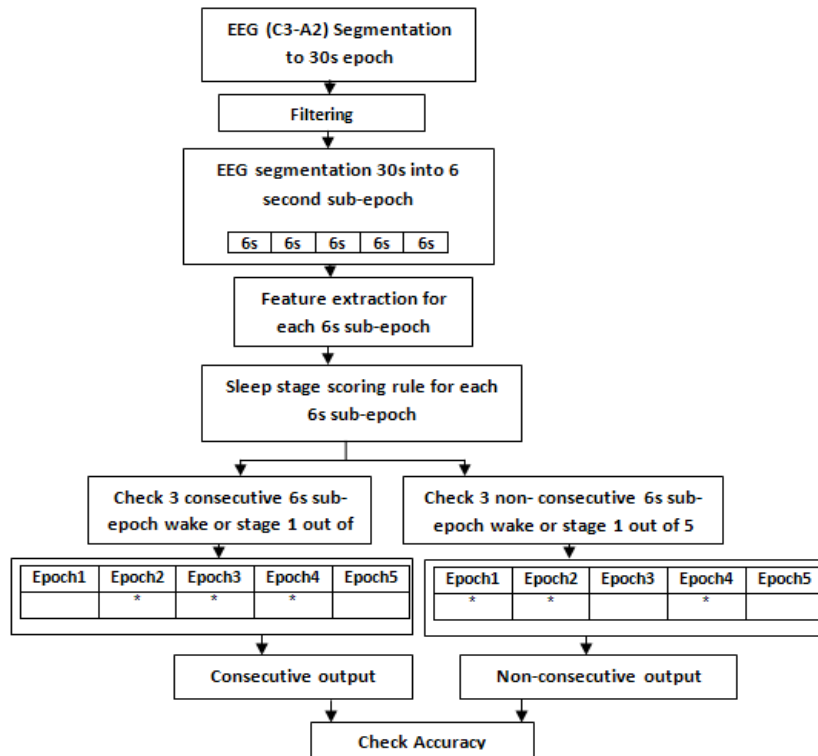 EEG (C3-A2) Segmentation
to 30s epoch
Filtering
EEG segmentation 30s into 6
second sub-epoch
6s 6s 6s 6s 6s
Feature extraction for
each 6s sub-epoch
Sleep stage scoring rule for each
6s sub-epoch
Check 3 consecutive 6s sub-
epoch wake or stage 1 out of
Check 3 non- consecutive 6s sub-
epoch wake or stage 1 out of 5
Epoch1 Epoch2 Epoch3 Epoch4 Epoch5
* * *
Epoch1 Epoch2 Epoch3 Epoch4 Epoch5
* * *
Consecutive output
Non-consecutive output
Check Accuracy